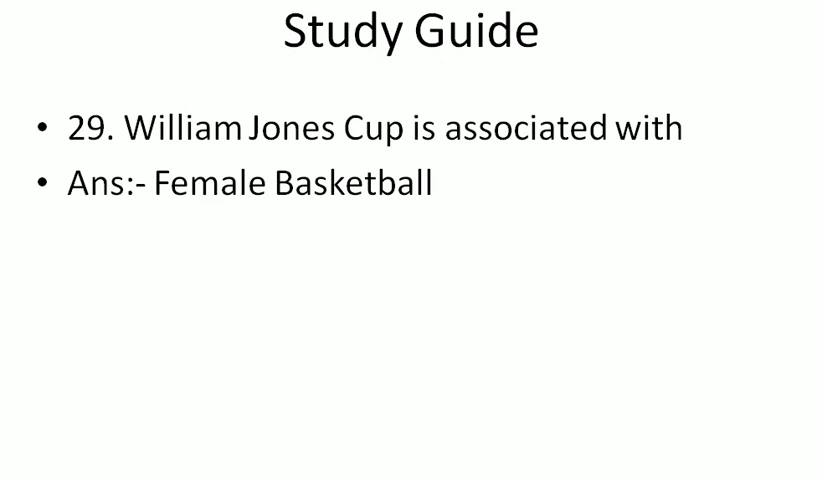 Study Guide
• 29. William Jones Cup is associated with
• Ans:- Female Basketball